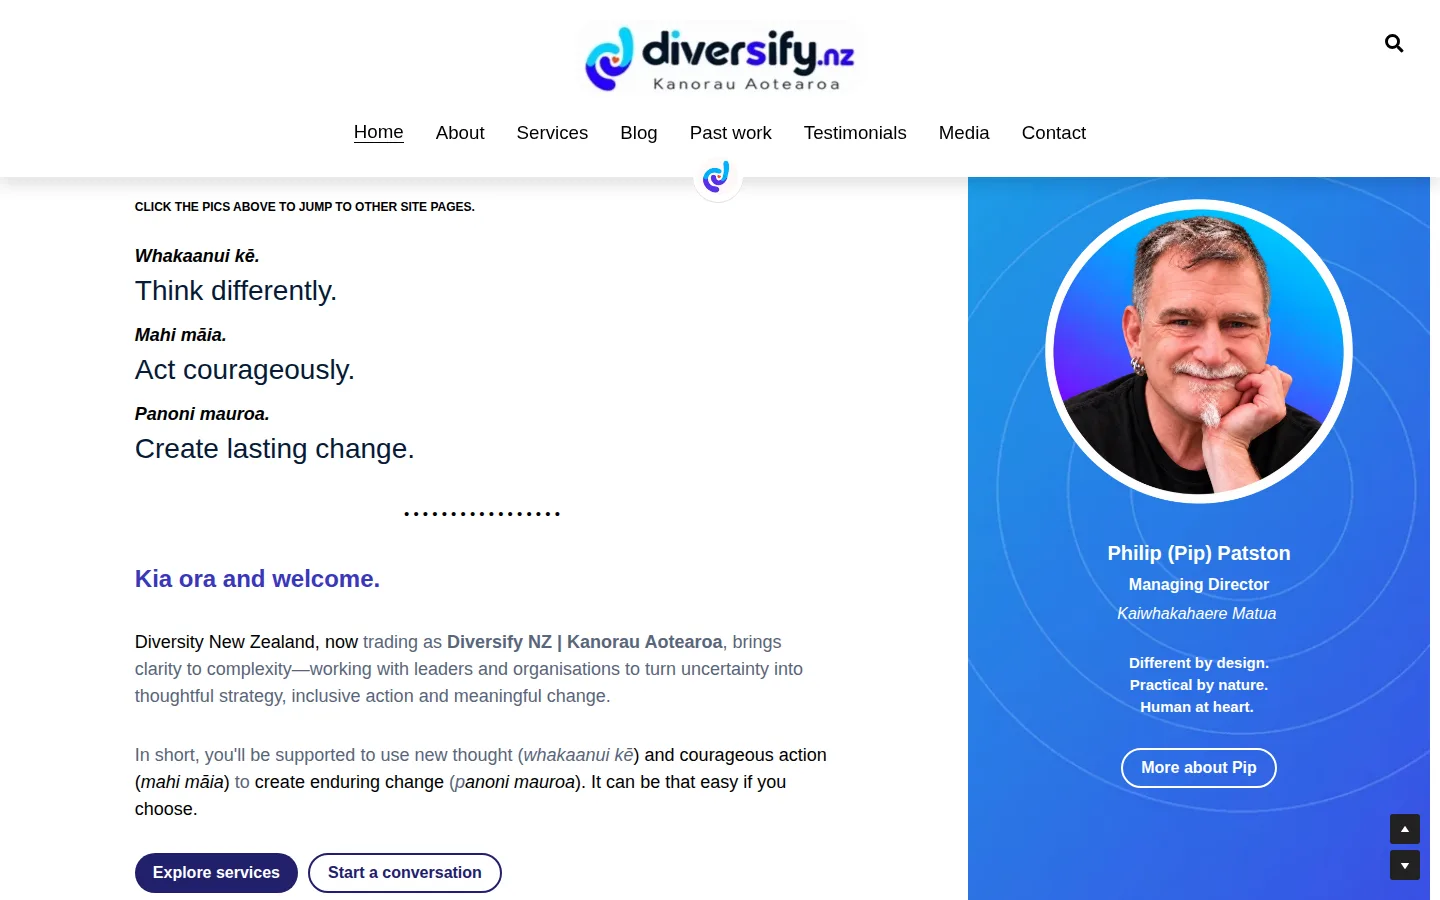 diversify.nz
Kanorau Aotearoa
Home About Services Blog Past work Testimonials Media Contact
CLICK THE PICS ABOVE TO JUMP TO OTHER SITE PAGES.
Whakaanui kē.
Think differently.
Mahi māia.
Act courageously.
Panoni mauroa.
Create lasting change.
Kia ora and welcome.
Diversity New Zealand, now trading as Diversify NZ | Kanorau Aotearoa, brings
clarity to complexity—working with leaders and organisations to turn uncertainty into
thoughtful strategy, inclusive action and meaningful change.
In short, you'll be supported to use new thought (whakaanui kē) and courageous action
(mahi māia) to create enduring change (panoni mauroa). It can be that easy if you
choose.
Explore services
Start a conversation
Philip (Pip) Patston
Managing Director
Kaiwhakahaere Matua
Different by design.
Practical by nature.
Human at heart.
More about Pip